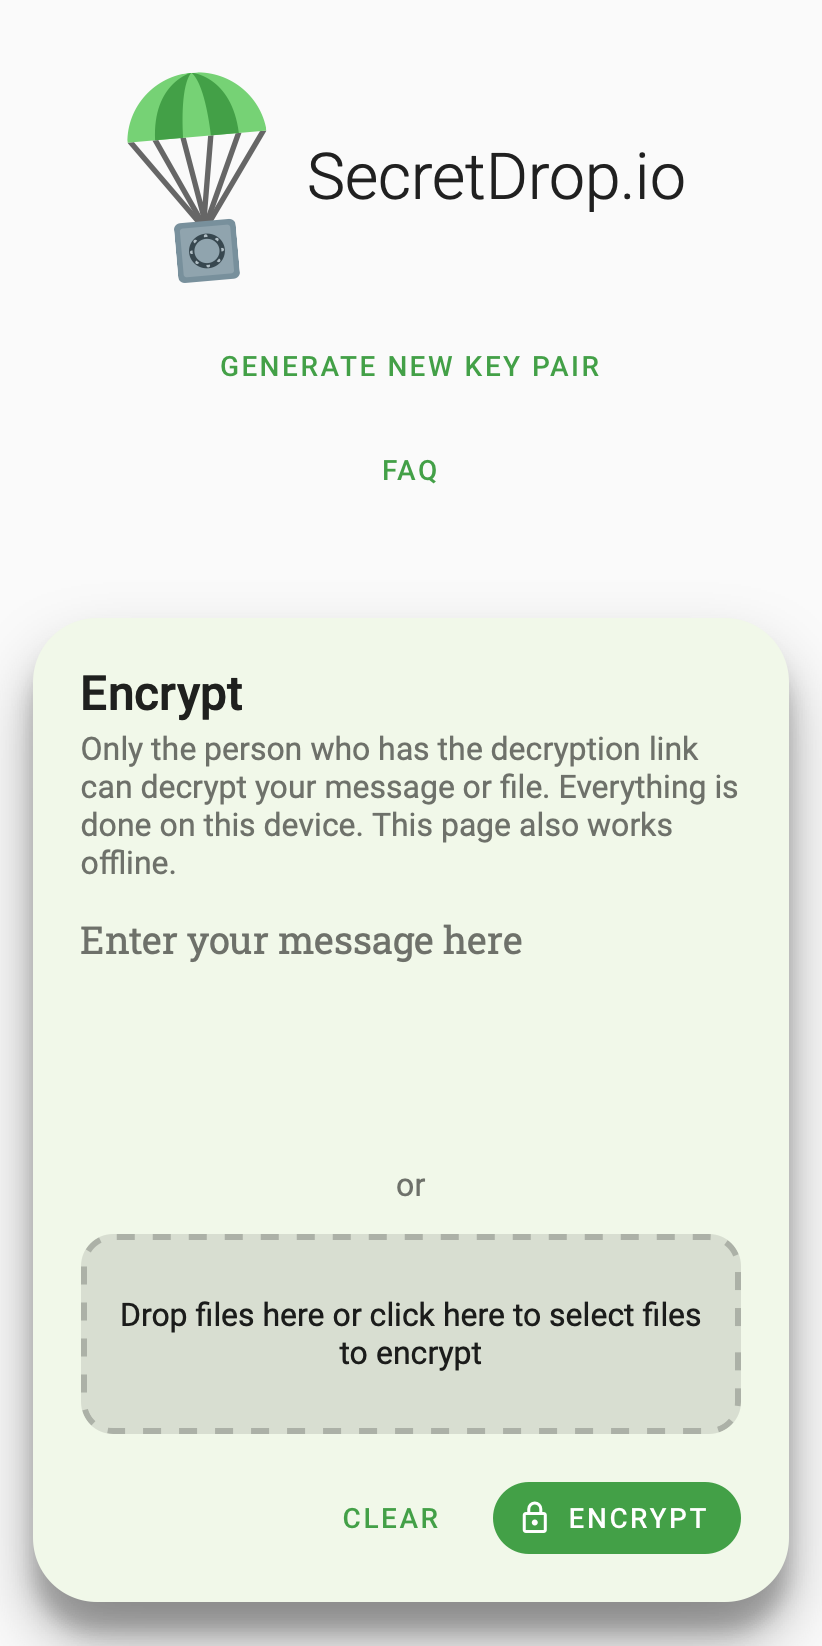 SecretDrop.io
GENERATE NEW KEY PAIR
FAQ
Encrypt
Only the person who has the decryption link
can decrypt your message or file. Everything is
done on this device. This page also works
offline.
Enter your message here
or
Drop files here or click here to select files
to encrypt
CLEAR
ENCRYPT